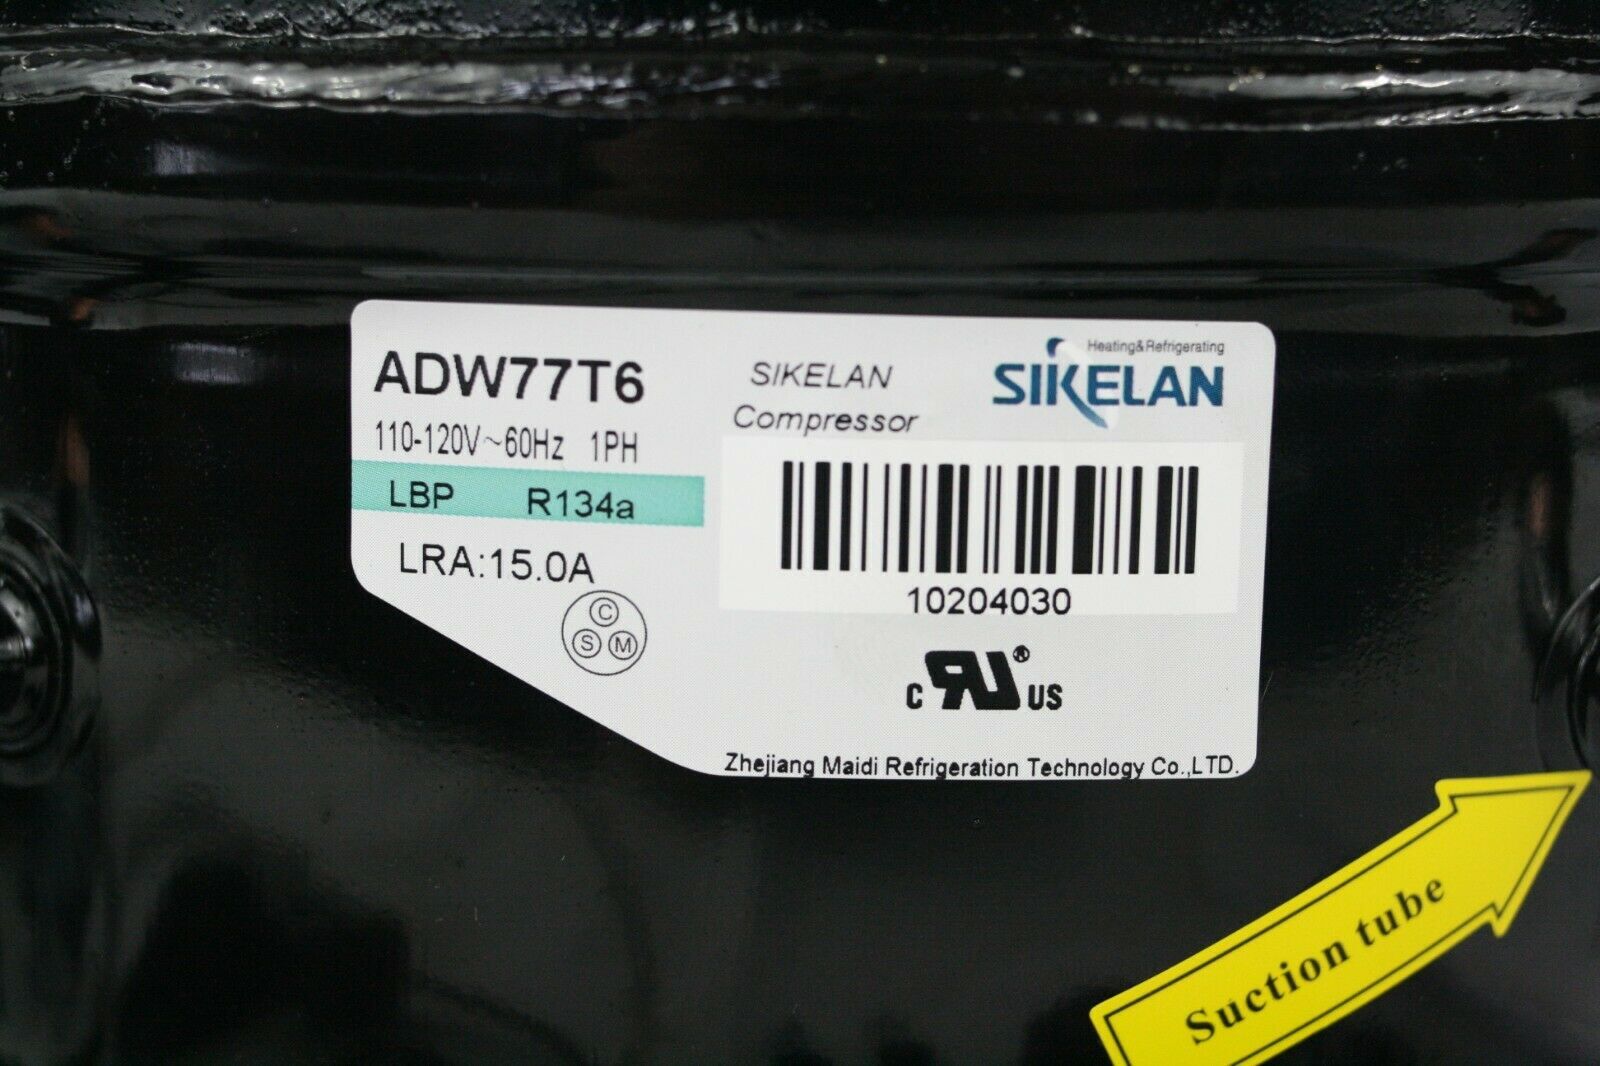 ADW77T6
110-120V~60Hz 1PH
LBP R134a
LRA:15.0A
C
S M
SIKELAN
Compressor
Heating&Refrigerating
SIKELAN
10204030
C RU® US
Zhejiang Maidi Refrigeration Technology Co.,LTD.
Suction tube